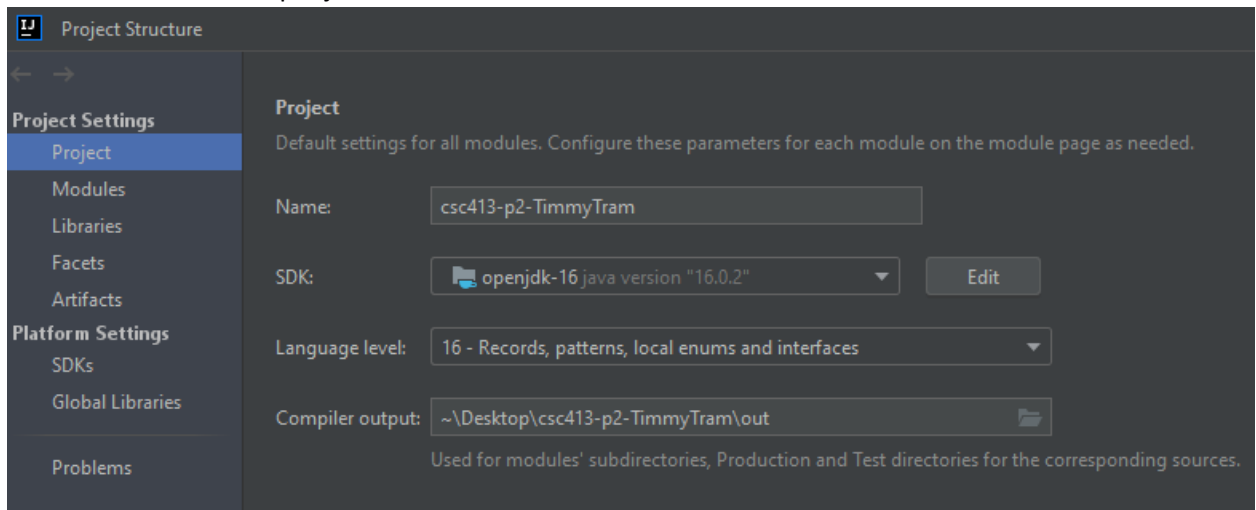 IJ Project Structure
← →
Project Settings
Project
Modules
Libraries
Facets
Artifacts
Platform Settings
SDKs
Global Libraries
Problems
Project
Default settings for all modules. Configure these parameters for each module on the module page as needed.
Name: csc413-p2-TimmyTram
SDK: openjdk-16 java version "16.0.2" Edit
Language level: 16 - Records, patterns, local enums and interfaces
Compiler output: ~\Desktop\csc413-p2-TimmyTram\out
Used for modules' subdirectories, Production and Test directories for the corresponding sources.